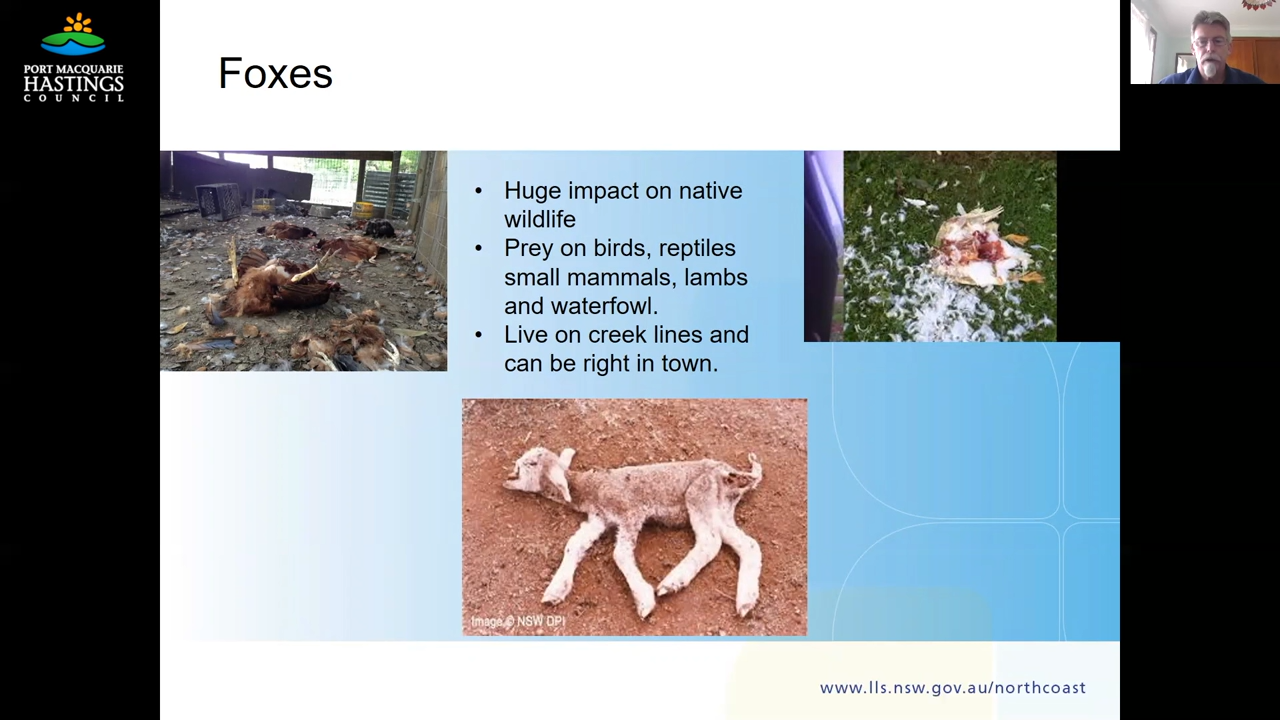 PORT MACQUARIE
HASTINGS
COUNCIL
Foxes
• Huge impact on native
wildlife
• Prey on birds, reptiles
small mammals, lambs
and waterfowl.
• Live on creek lines and
can be right in town.
Image © NSW DPI
www.lls.nsw.gov.au/northcoast